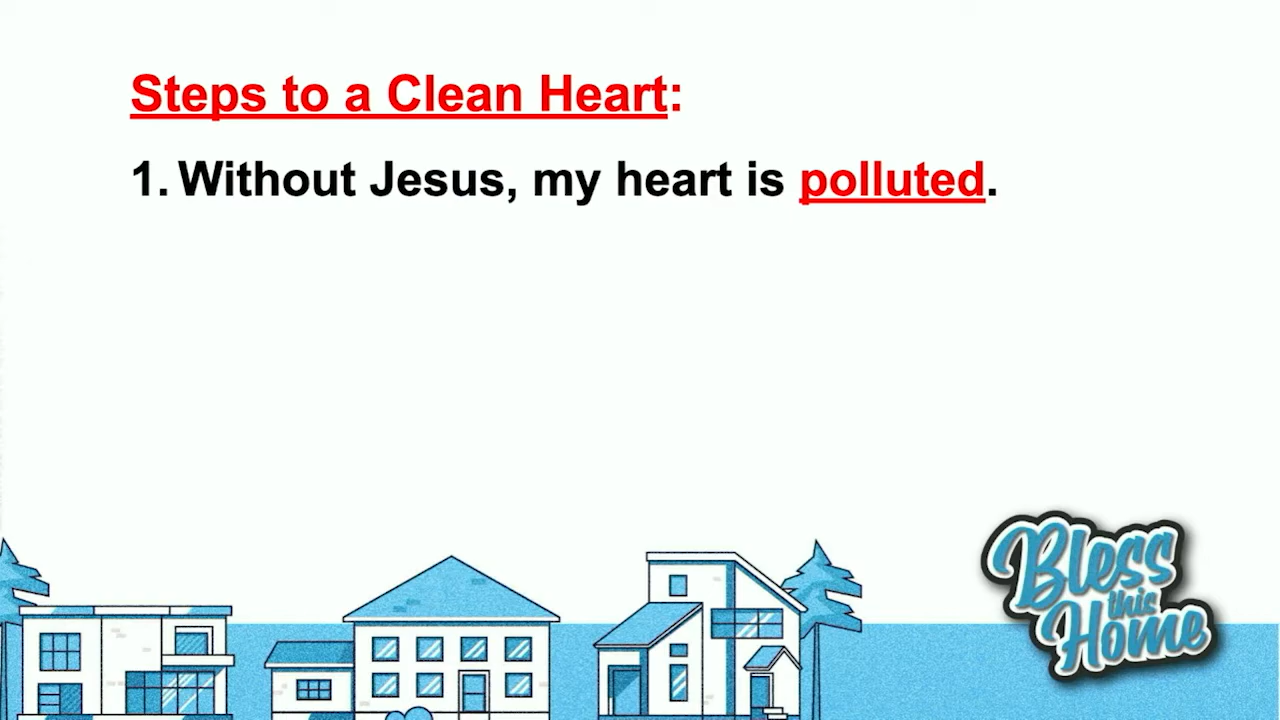 Steps to a Clean Heart:
1. Without Jesus, my heart is polluted.
Bless
this
Home